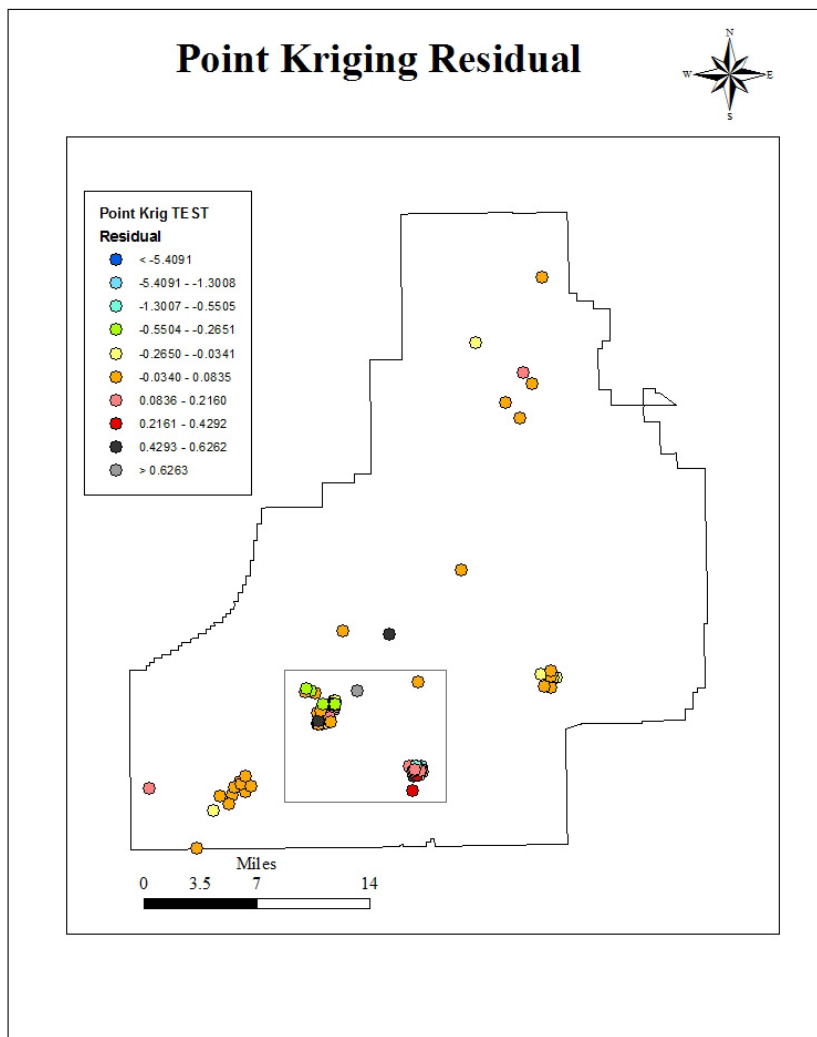 Point Kriging Residual
N
W
E
S
Point Krig TEST
Residual
< -5.4091
-5.4091 - -1.3008
-1.3007 - -0.5505
-0.5504 - -0.2651
-0.2650 - -0.0341
-0.0340 - 0.0835
0.0836 - 0.2160
0.2161 - 0.4292
0.4293 - 0.6262
> 0.6263
Miles
0 3.5 7 14